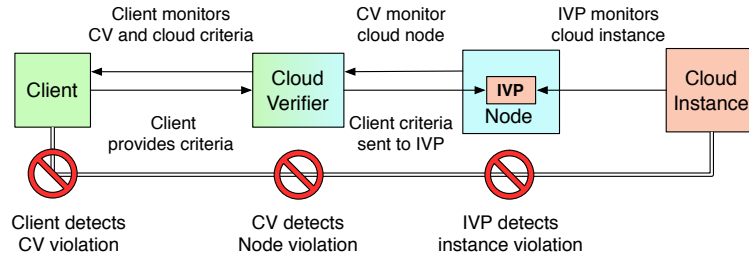 Client monitors
CV and cloud criteria
CV monitor
cloud node
IVP monitors
cloud instance
Client
Cloud
Verifier
IVP
Node
Cloud
Instance
Client
provides criteria
Client criteria
sent to IVP
Client detects
CV violation
CV detects
Node violation
IVP detects
instance violation